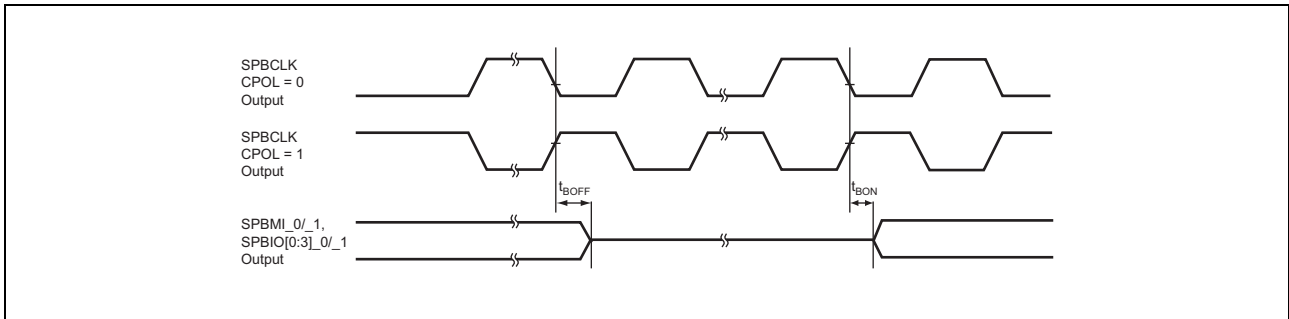 SPBCLK
CPOL = 0
Output
SPBCLK
CPOL = 1
Output
tBOFF
tBON
SPBMI_0/_1,
SPBIO[0:3]_0/_1
Output